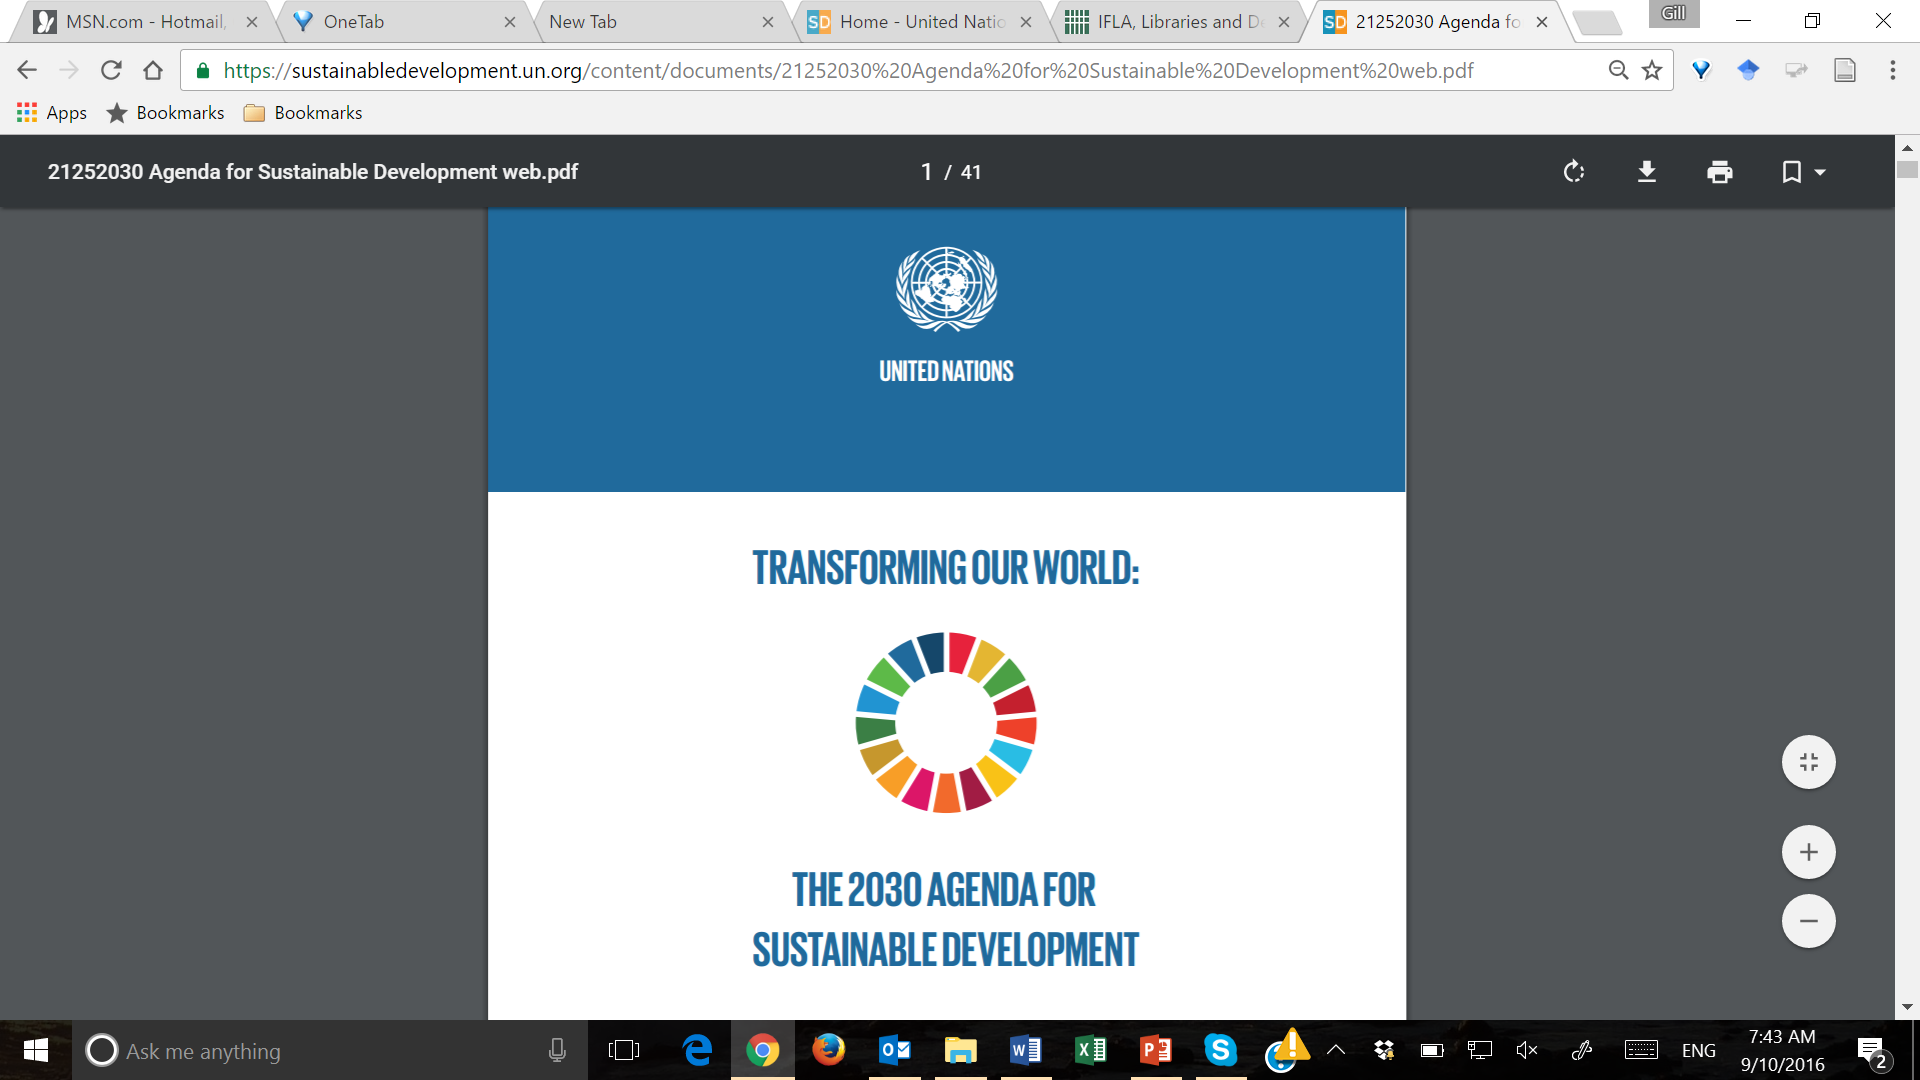 MSN.com - Hotmail,
OneTab
New Tab
SD Home - United Natio
IFLA, Libraries and De
SD 21252030 Agenda fo
Gill
https://sustainabledevelopment.un.org/content/documents/21252030%20Agenda%20for%20Sustainable%20Development%20web.pdf
Apps
Bookmarks
Bookmarks
21252030 Agenda for Sustainable Development web.pdf
1 / 41
UNITED NATIONS
TRANSFORMING OUR WORLD:
THE 2030 AGENDA FOR
SUSTAINABLE DEVELOPMENT
Ask me anything
ENG
7:43 AM
9/10/2016
2